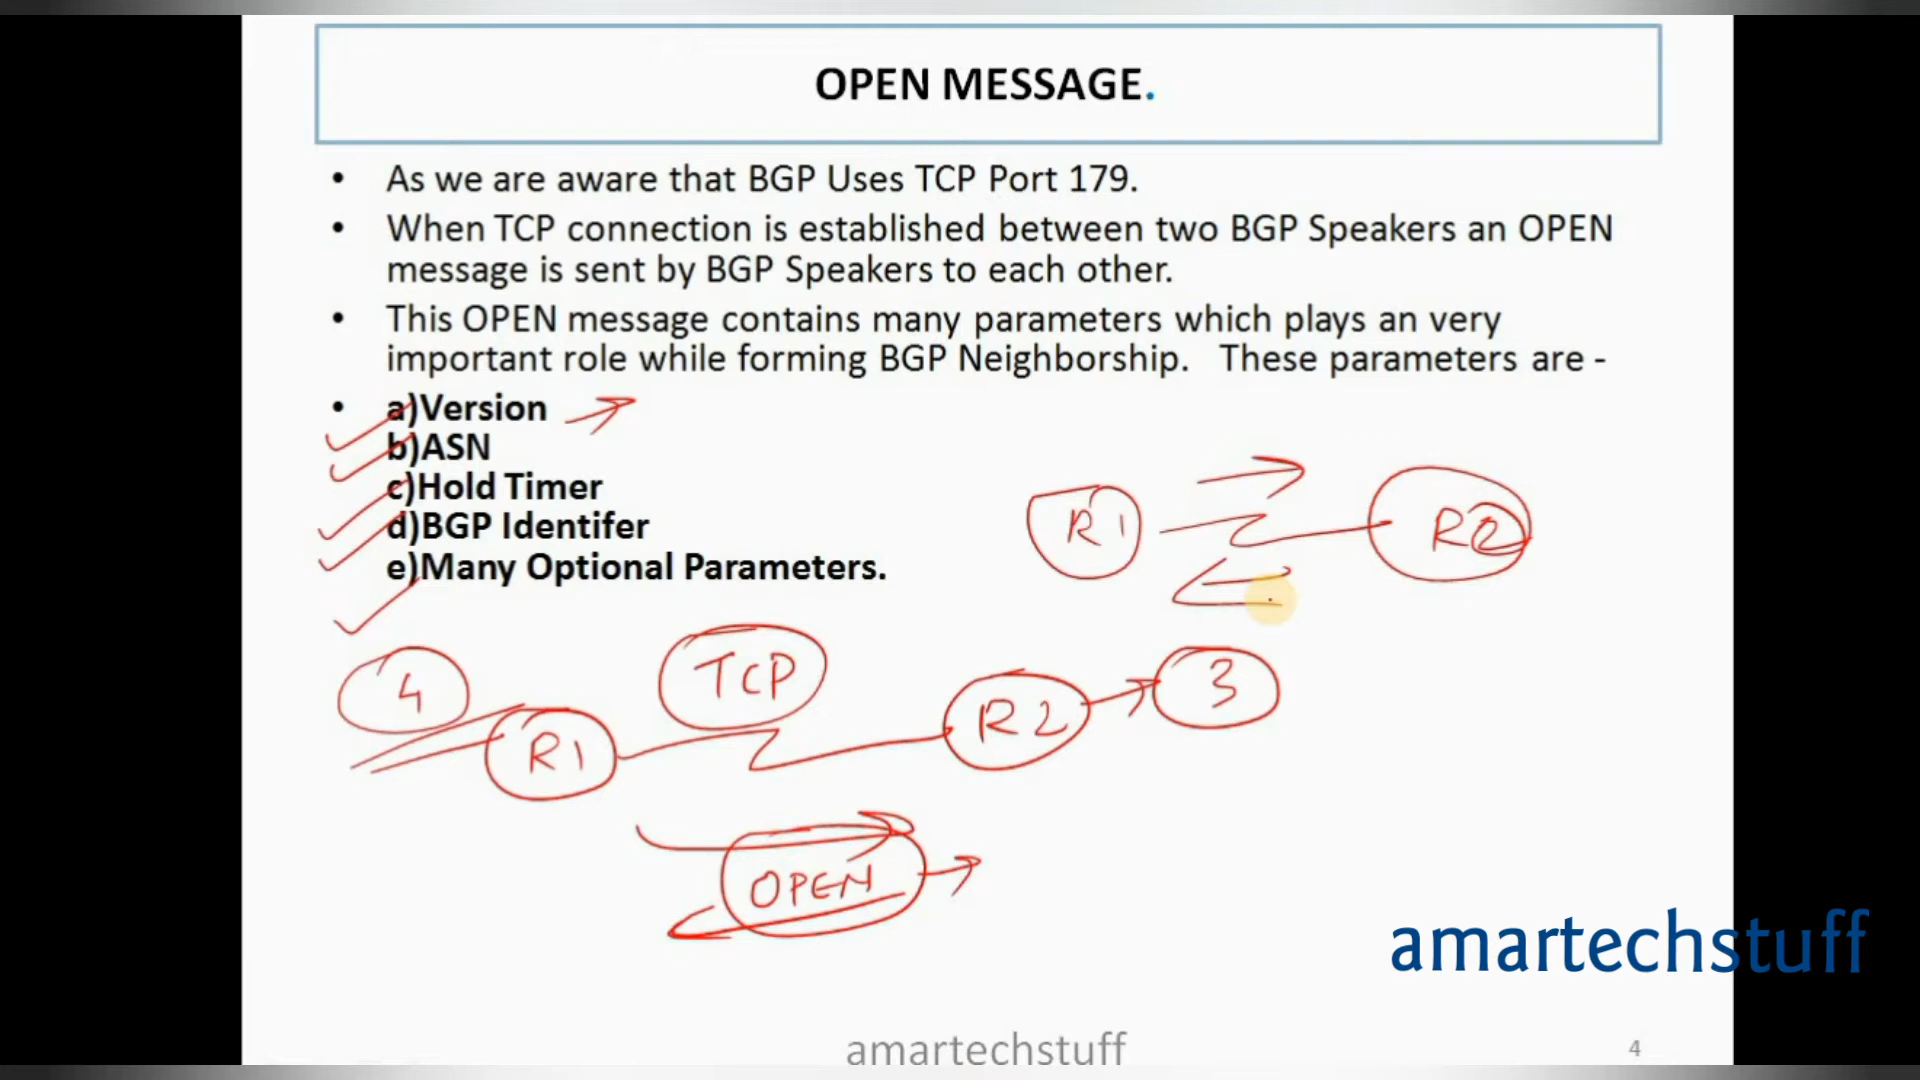 OPEN MESSAGE.
• As we are aware that BGP Uses TCP Port 179.
• When TCP connection is established between two BGP Speakers an OPEN
message is sent by BGP Speakers to each other.
• This OPEN message contains many parameters which plays an very
important role while forming BGP Neighborship. These parameters are -
• a)Version
b)ASN
c)Hold Timer
d)BGP Identifer
e)Many Optional Parameters.
R1 R2
4 TCP 3
R1 R2
OPEN
amartechstuff
amartechstuff 4